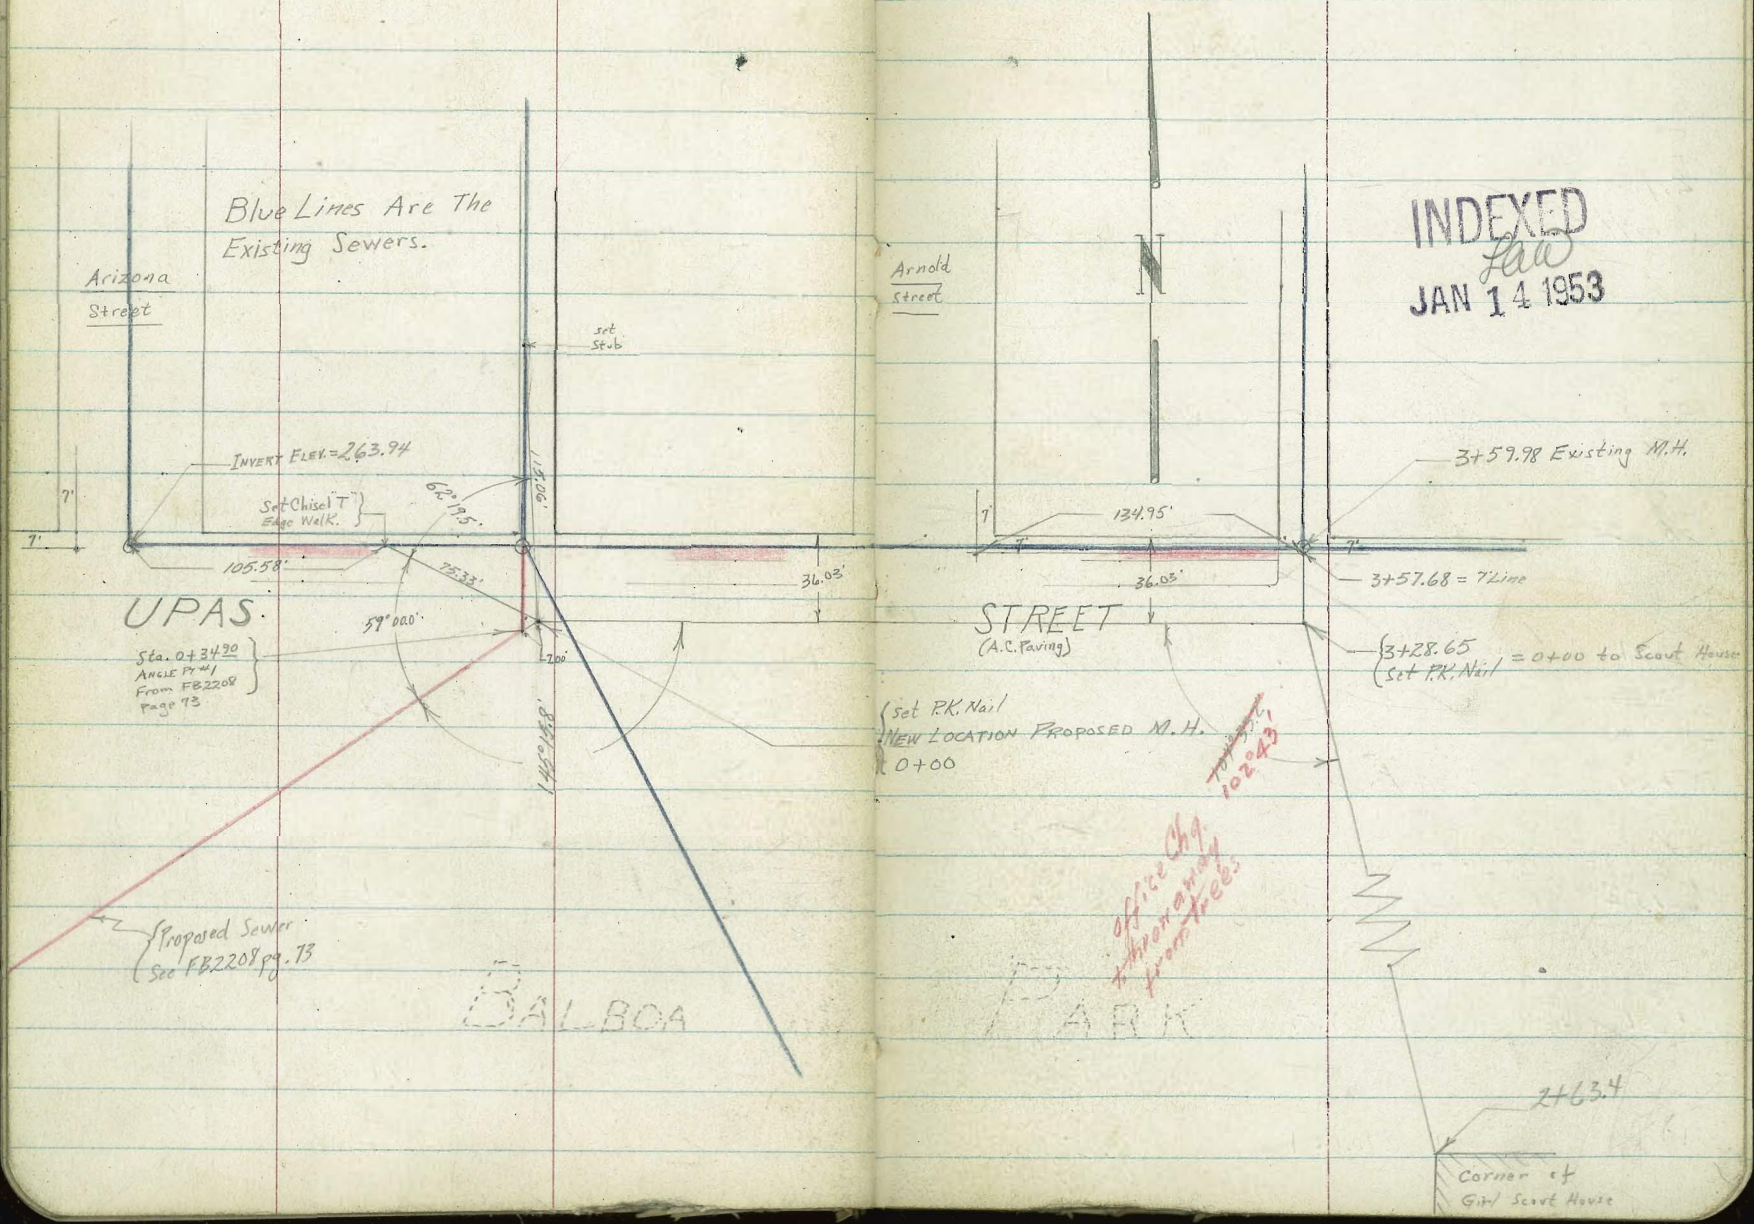 Blue Lines Are The
Existing Sewers.
Arizona
Street
set
Stub
INVERT ELEV. = 263.94
Set Chisel "T"
Edge Walk.
62°19.5'
115.06'
7'
7'
105.58'
75.33'
36.03'
59°00.0'
UPAS
Sta. 0+34.90
ANGLE PT #1
From FB2208
Page 73
2.00'
Proposed Sewer
See FB2208 pg. 73
BALBOA
Arnold
Street
N
INDEXED
Law
JAN 14 1953
3+59.98 Existing M.H.
7'
134.95'
7'
7'
36.03'
3+57.68 = 7' Line
STREET
(A.C. Paving)
3+28.65
Set P.K. Nail = 0+00 to Scout House
set P.K. Nail
NEW LOCATION PROPOSED M.H.
0+00
102°43'
office Chg.
to throw away
from trees
PARK
2+63.4
Corner of
Girl Scout House